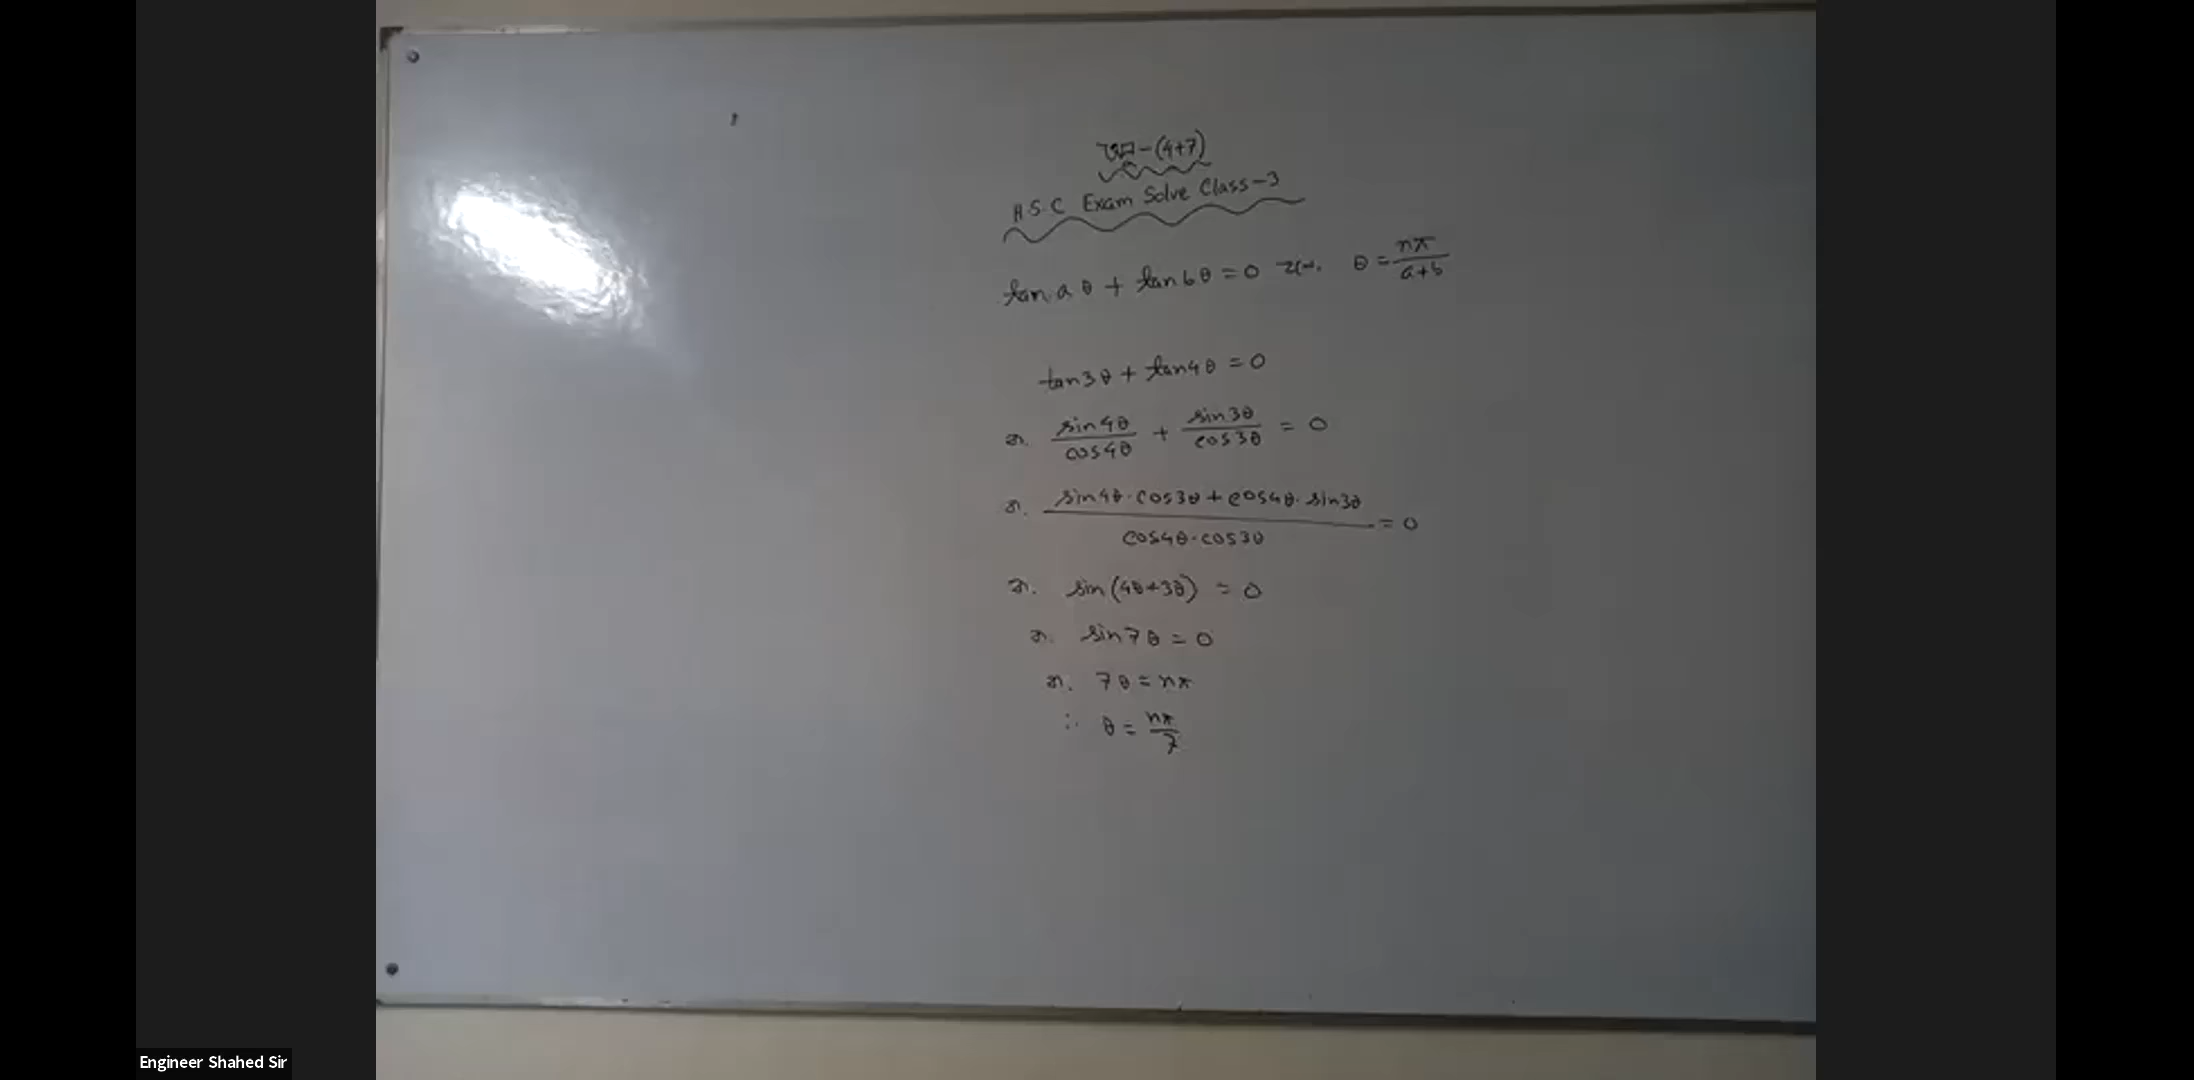 ত্রি-(4+7)
H.S.C Exam Solve Class-3
tan aθ + tan bθ = 0 হলে, θ = nπ/(a+b)
tan3θ + tan4θ = 0
বা, sin4θ/cos4θ + sin3θ/cos3θ = 0
বা, (sin4θ·cos3θ + cos4θ·sin3θ)/(cos4θ·cos3θ) = 0
বা, sin(4θ+3θ) = 0
বা, sin7θ = 0
বা, 7θ = nπ
∴ θ = nπ/7
Engineer Shahed Sir